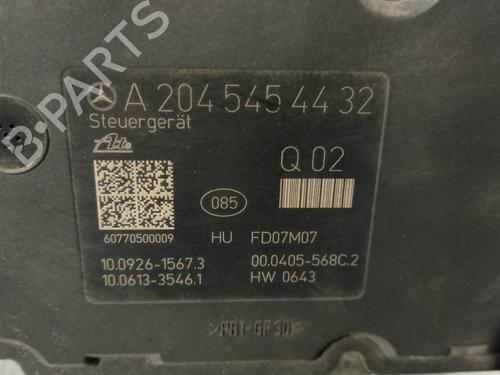 A 204 545 44 32
Steuergerät
Ate
Q 02
085
60770500009
HU FD07M07
10.0926-1567.3 00.0405-568C.2
10.0613-3546.1 HW 0643
>PBT-GF30<
B-PARTS